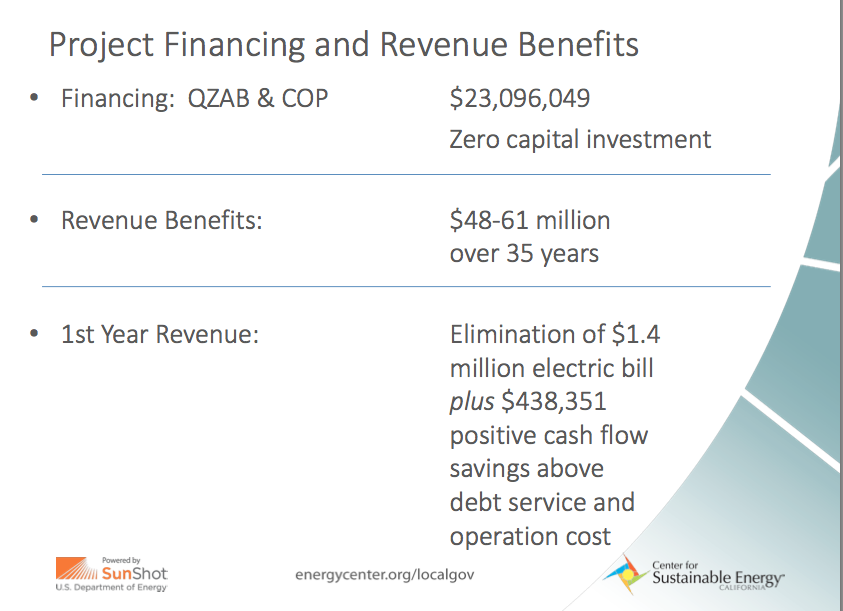 Project Financing and Revenue Benefits
• Financing: QZAB & COP $23,096,049
Zero capital investment
• Revenue Benefits: $48-61 million
over 35 years
• 1st Year Revenue: Elimination of $1.4
million electric bill
plus $438,351
positive cash flow
savings above
debt service and
operation cost
Powered by
SunShot
U.S. Department of Energy
energycenter.org/localgov
Center for
Sustainable Energy
CALIFORNIA